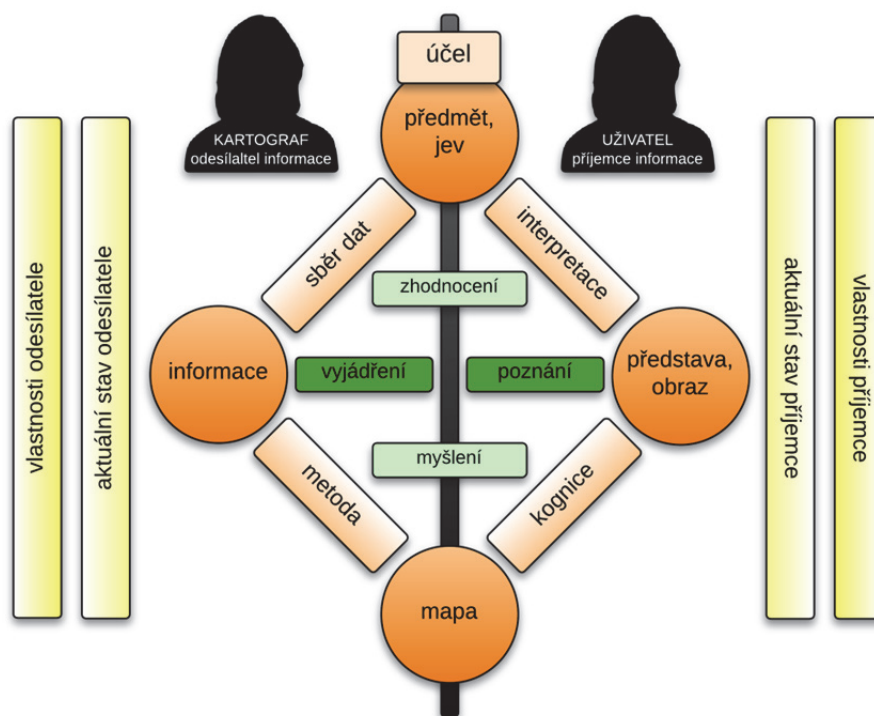 účel
předmět,
jev
KARTOGRAF
odesílaltel informace
UŽIVATEL
příjemce informace
vlastnosti odesílatele
aktuální stav odesílatele
sběr dat
interpretace
zhodnocení
aktuální stav příjemce
vlastnosti příjemce
informace
vyjádření
poznání
představa,
obraz
myšlení
metoda
kognice
mapa